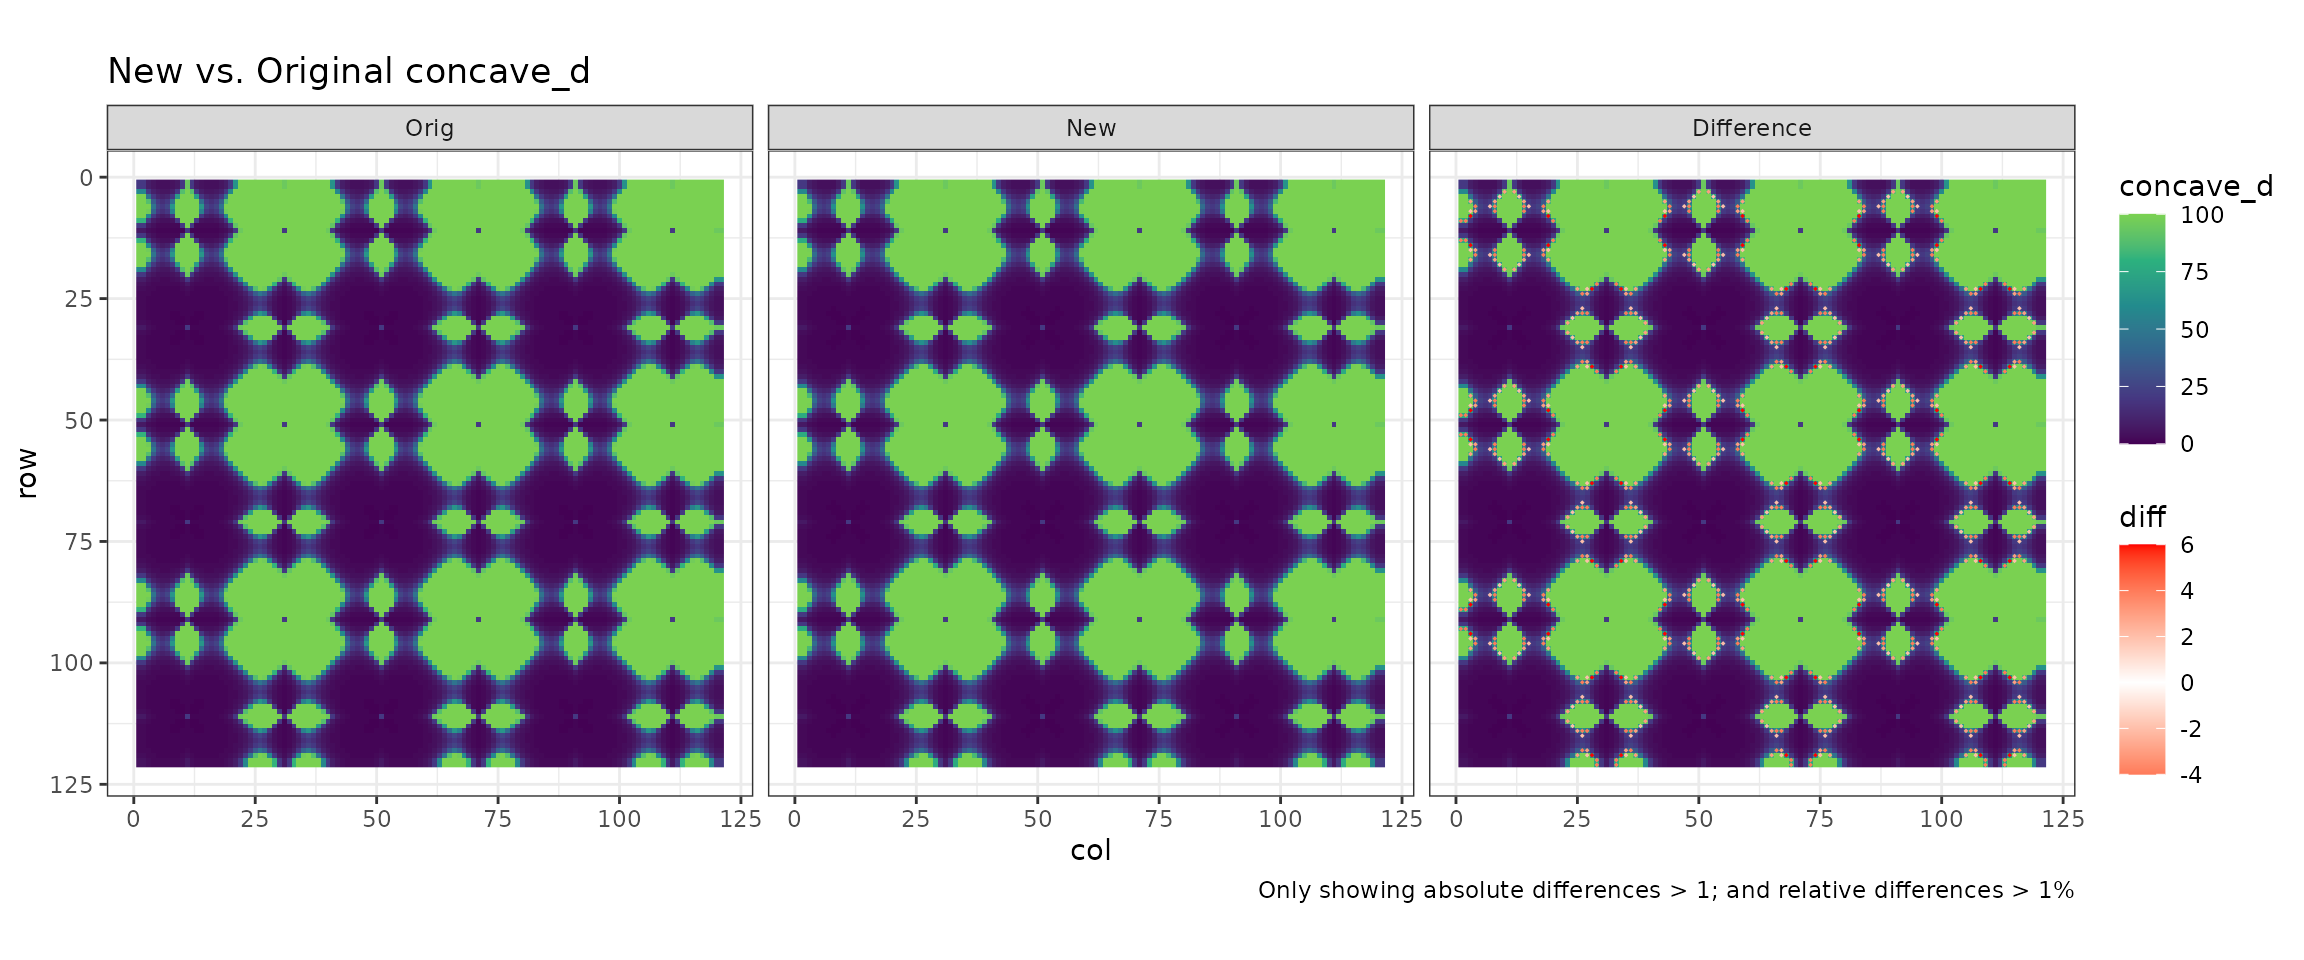 New vs. Original concave_d
Orig
New
Difference
0
25
50
75
100
125
row
0 25 50 75 100 125
0 25 50 75 100 125
0 25 50 75 100 125
col
concave_d
100
75
50
25
0
diff
6
4
2
0
-2
-4
Only showing absolute differences > 1; and relative differences > 1%